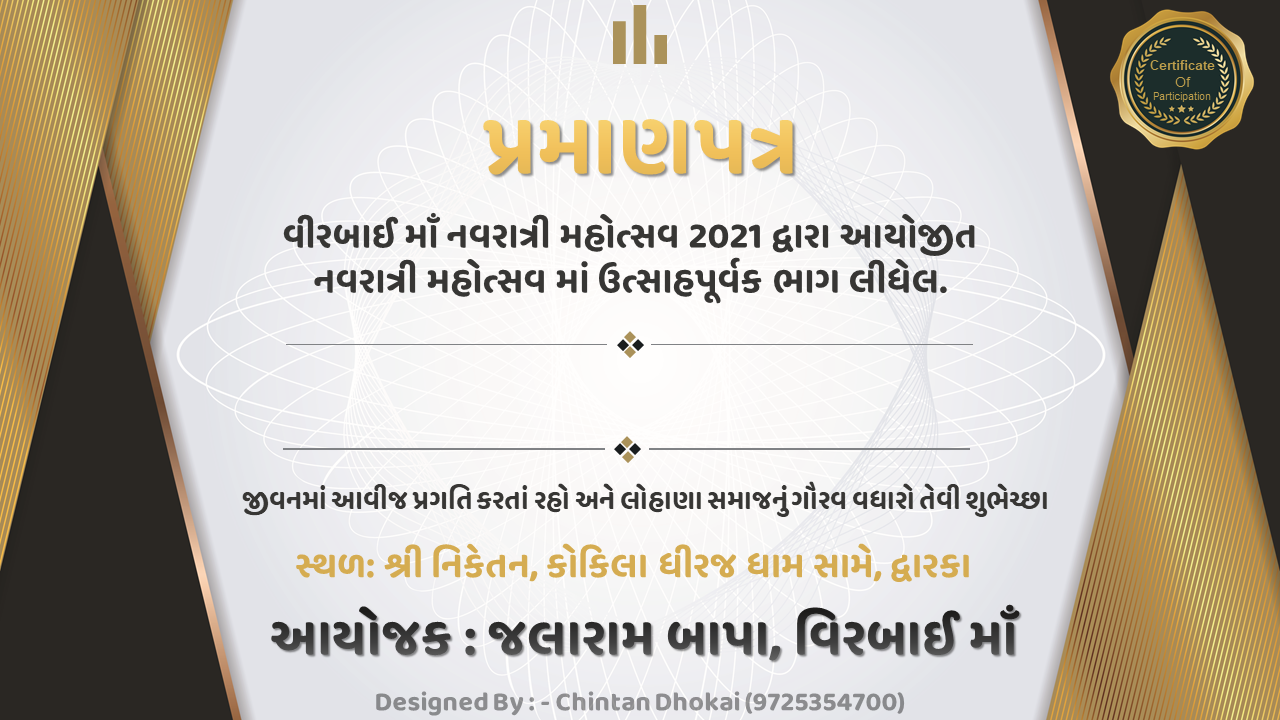 Certificate
Of
Participation
પ્રમાણપત્ર
વીરબાઈ માઁ નવરાત્રી મહોત્સવ 2021 દ્વારા આયોજીત
નવરાત્રી મહોત્સવ માં ઉત્સાહપૂર્વક ભાગ લીધેલ.
જીવનમાં આવીજ પ્રગતિ કરતાં રહો અને લોહાણા સમાજનું ગૌરવ વધારો તેવી શુભેચ્છા
સ્થળ: શ્રી નિકેતન, કોકિલા ધીરજ ધામ સામે, દ્વારકા
આયોજક : જલારામ બાપા, વિરબાઈ માઁ
Designed By : - Chintan Dhokai (9725354700)